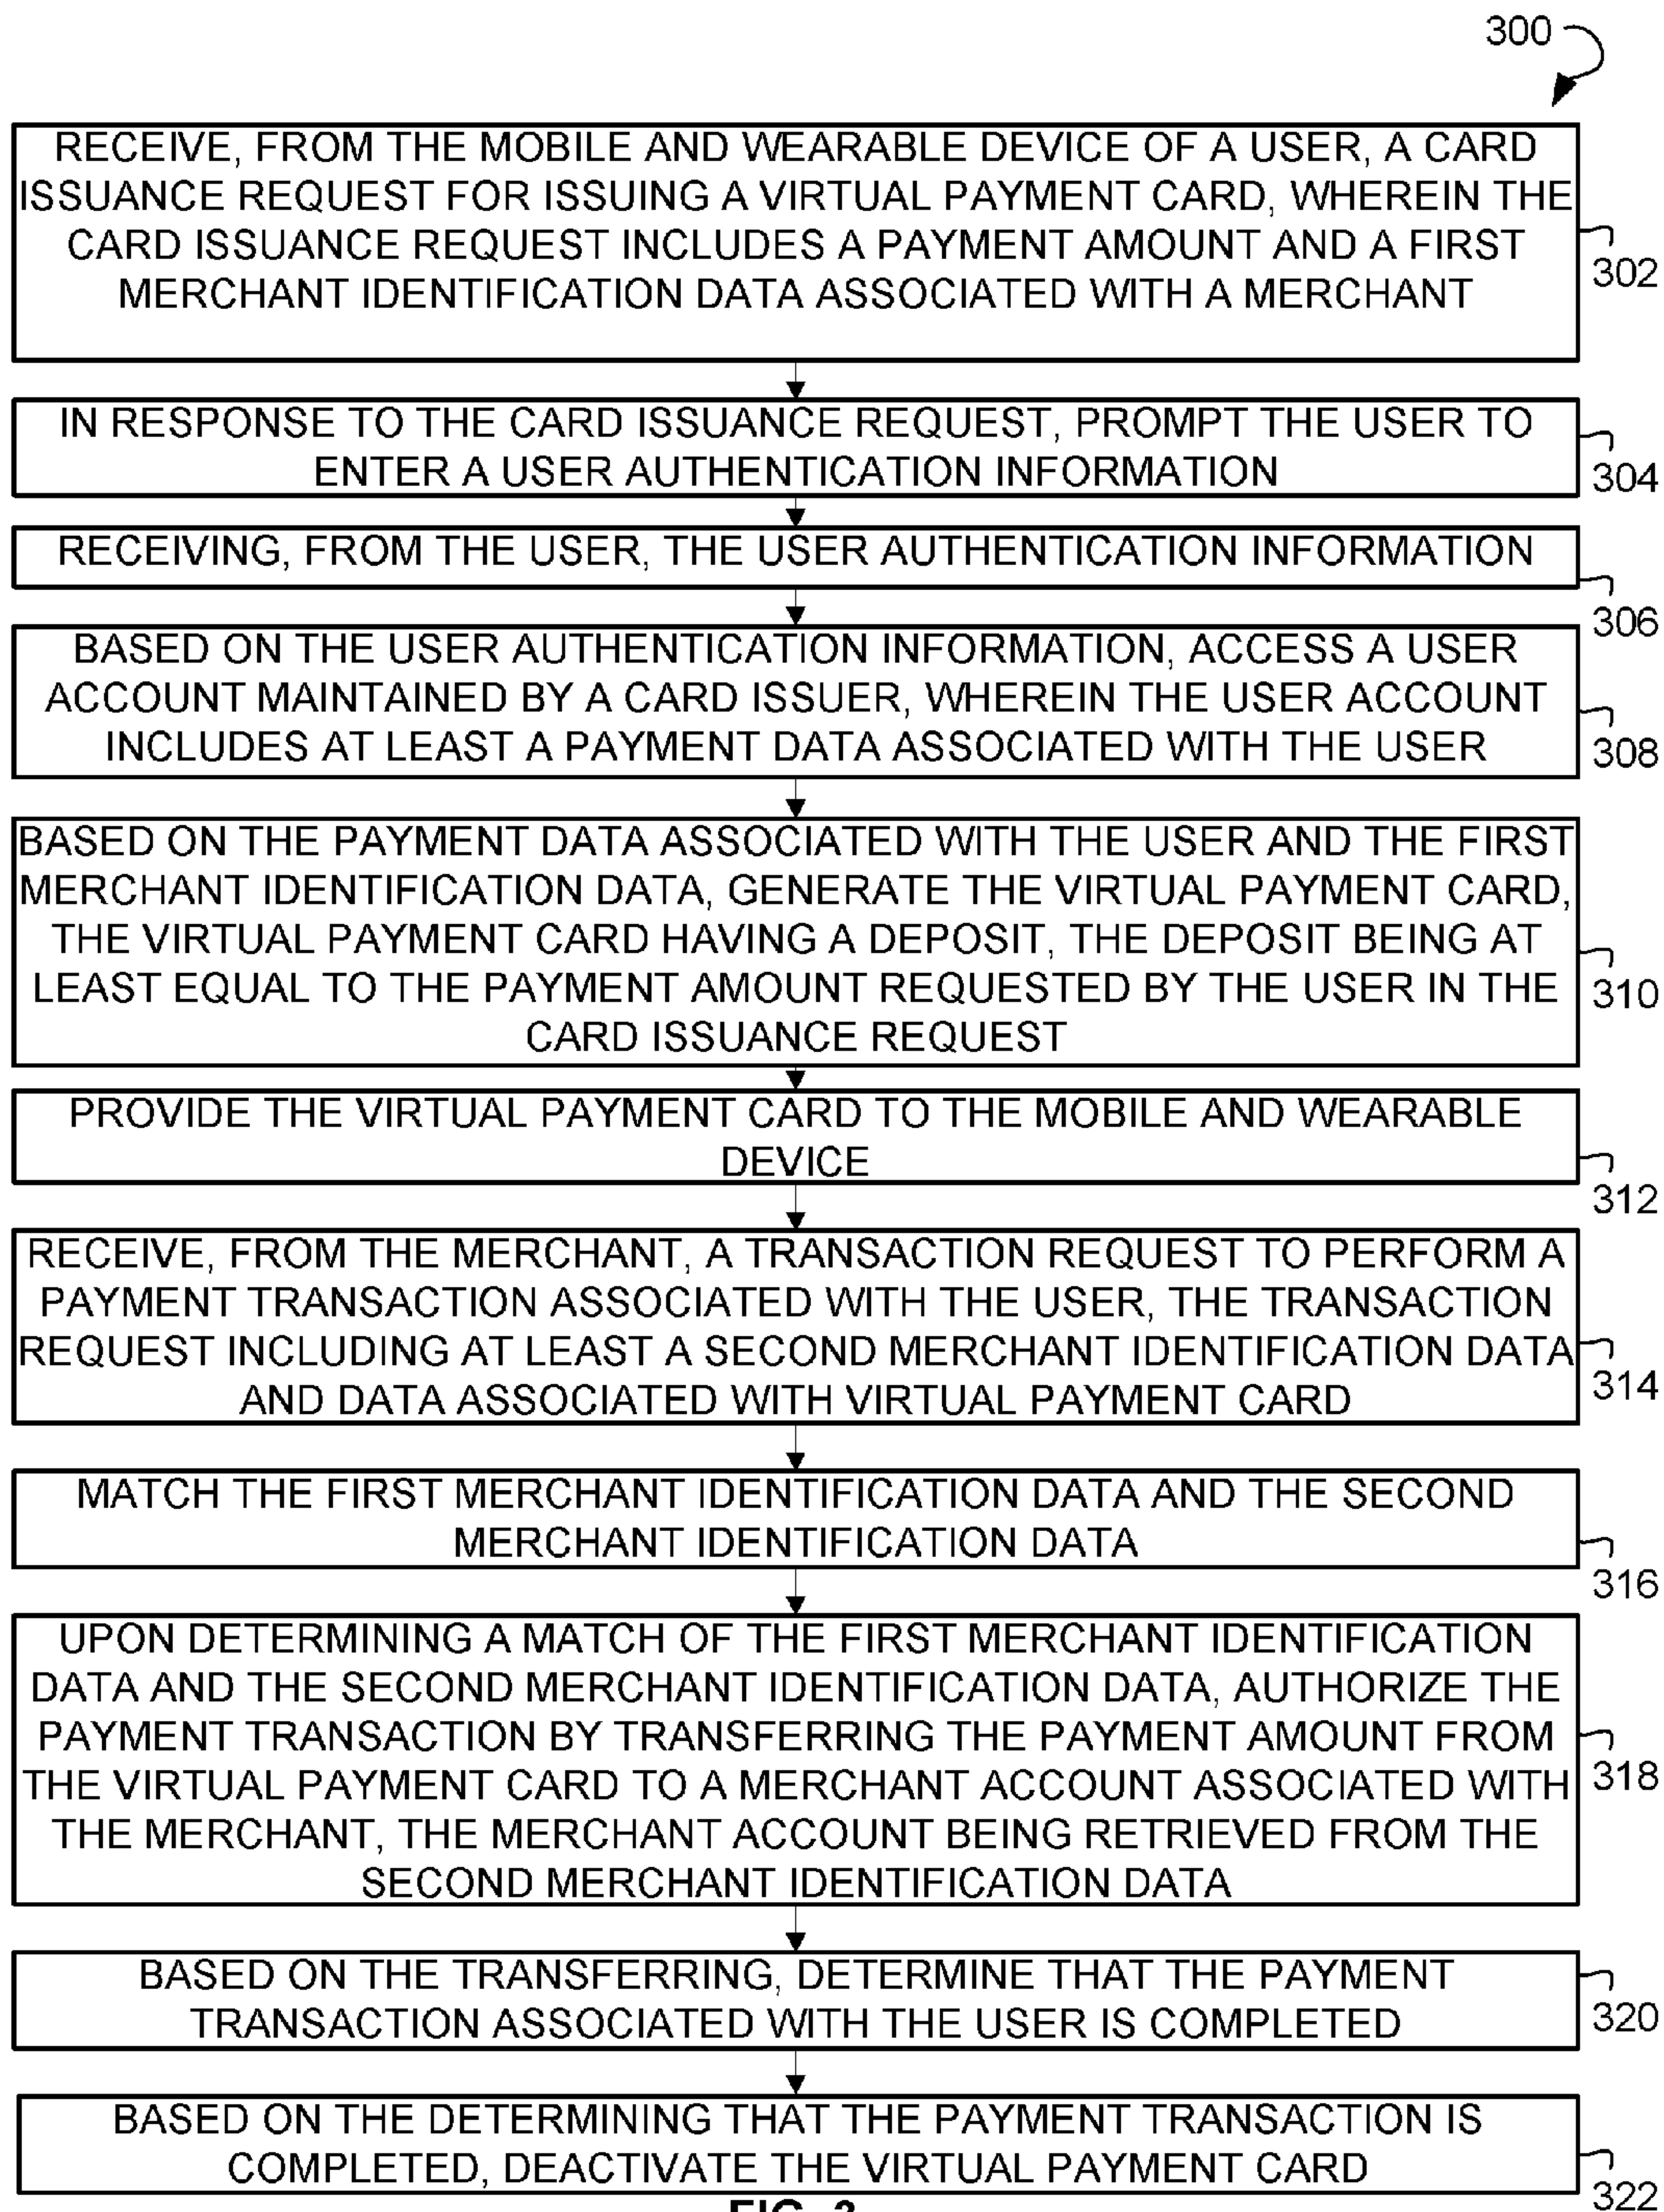 300
RECEIVE, FROM THE MOBILE AND WEARABLE DEVICE OF A USER, A CARD
ISSUANCE REQUEST FOR ISSUING A VIRTUAL PAYMENT CARD, WHEREIN THE
CARD ISSUANCE REQUEST INCLUDES A PAYMENT AMOUNT AND A FIRST
MERCHANT IDENTIFICATION DATA ASSOCIATED WITH A MERCHANT
302
IN RESPONSE TO THE CARD ISSUANCE REQUEST, PROMPT THE USER TO
ENTER A USER AUTHENTICATION INFORMATION
304
RECEIVING, FROM THE USER, THE USER AUTHENTICATION INFORMATION
306
BASED ON THE USER AUTHENTICATION INFORMATION, ACCESS A USER
ACCOUNT MAINTAINED BY A CARD ISSUER, WHEREIN THE USER ACCOUNT
INCLUDES AT LEAST A PAYMENT DATA ASSOCIATED WITH THE USER
308
BASED ON THE PAYMENT DATA ASSOCIATED WITH THE USER AND THE FIRST
MERCHANT IDENTIFICATION DATA, GENERATE THE VIRTUAL PAYMENT CARD,
THE VIRTUAL PAYMENT CARD HAVING A DEPOSIT, THE DEPOSIT BEING AT
LEAST EQUAL TO THE PAYMENT AMOUNT REQUESTED BY THE USER IN THE
CARD ISSUANCE REQUEST
310
PROVIDE THE VIRTUAL PAYMENT CARD TO THE MOBILE AND WEARABLE
DEVICE
312
RECEIVE, FROM THE MERCHANT, A TRANSACTION REQUEST TO PERFORM A
PAYMENT TRANSACTION ASSOCIATED WITH THE USER, THE TRANSACTION
REQUEST INCLUDING AT LEAST A SECOND MERCHANT IDENTIFICATION DATA
AND DATA ASSOCIATED WITH VIRTUAL PAYMENT CARD
314
MATCH THE FIRST MERCHANT IDENTIFICATION DATA AND THE SECOND
MERCHANT IDENTIFICATION DATA
316
UPON DETERMINING A MATCH OF THE FIRST MERCHANT IDENTIFICATION
DATA AND THE SECOND MERCHANT IDENTIFICATION DATA, AUTHORIZE THE
PAYMENT TRANSACTION BY TRANSFERRING THE PAYMENT AMOUNT FROM
THE VIRTUAL PAYMENT CARD TO A MERCHANT ACCOUNT ASSOCIATED WITH
THE MERCHANT, THE MERCHANT ACCOUNT BEING RETRIEVED FROM THE
SECOND MERCHANT IDENTIFICATION DATA
318
BASED ON THE TRANSFERRING, DETERMINE THAT THE PAYMENT
TRANSACTION ASSOCIATED WITH THE USER IS COMPLETED
320
BASED ON THE DETERMINING THAT THE PAYMENT TRANSACTION IS
COMPLETED, DEACTIVATE THE VIRTUAL PAYMENT CARD
322